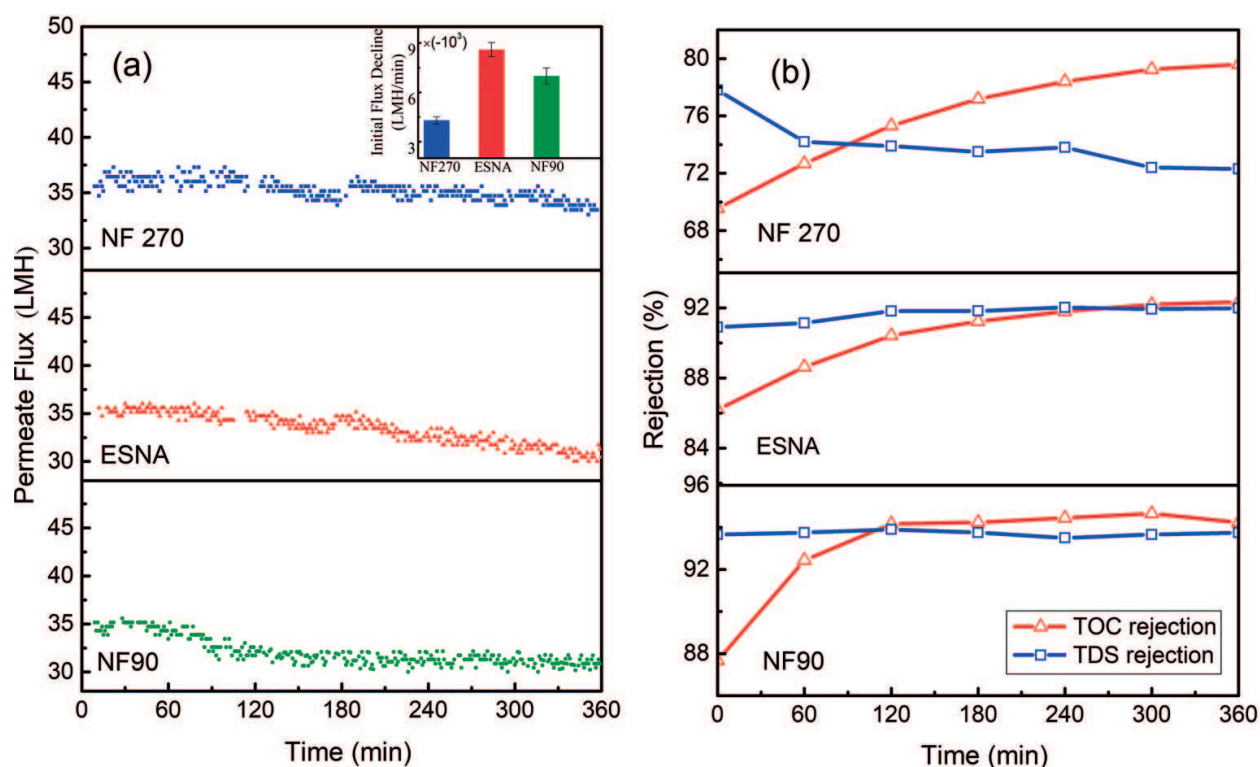 (a)
Permeate Flux (LMH)
50
45
40
35
30
NF 270
Initial Flux Decline
(LMH/min)
×(-10³)
9
6
3
NF270 ESNA NF90
45
40
35
30
ESNA
45
40
35
30
NF90
0 60 120 180 240 300 360
Time (min)
(b)
Rejection (%)
80
76
72
68
NF 270
92
88
84
ESNA
96
92
88
NF90
TOC rejection
TDS rejection
0 60 120 180 240 300 360
Time (min)